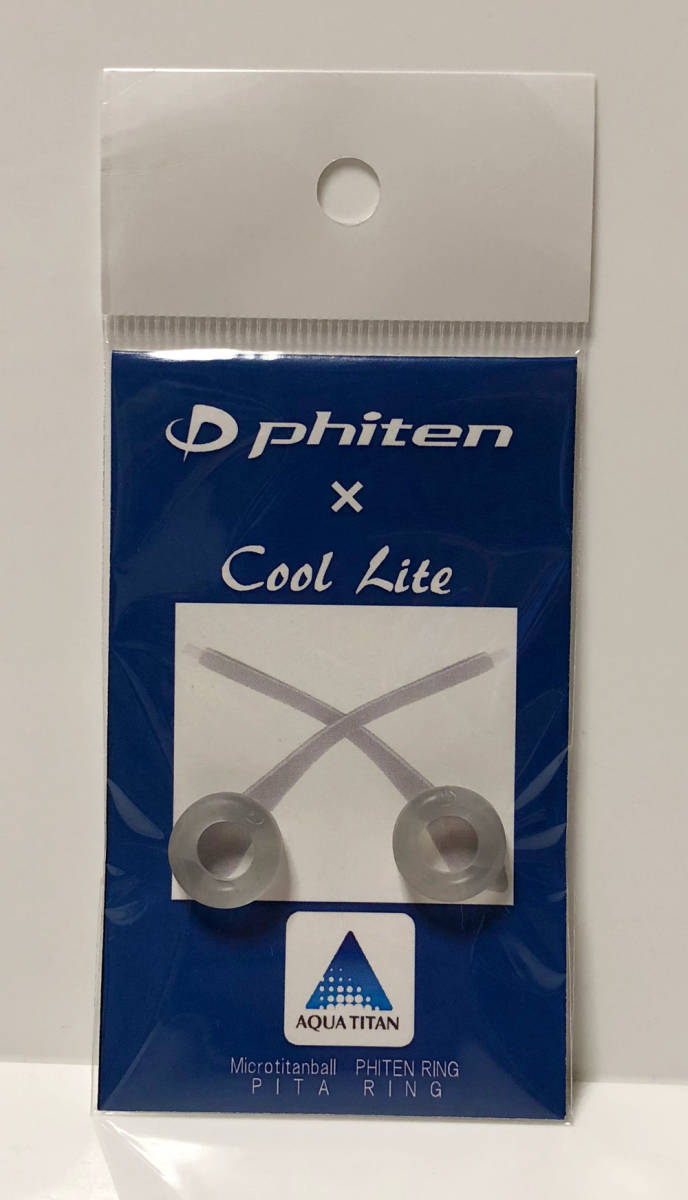 phiten
×
Cool Lite
AQUA TITAN
Microtitanball PHITEN RING
PITA RING